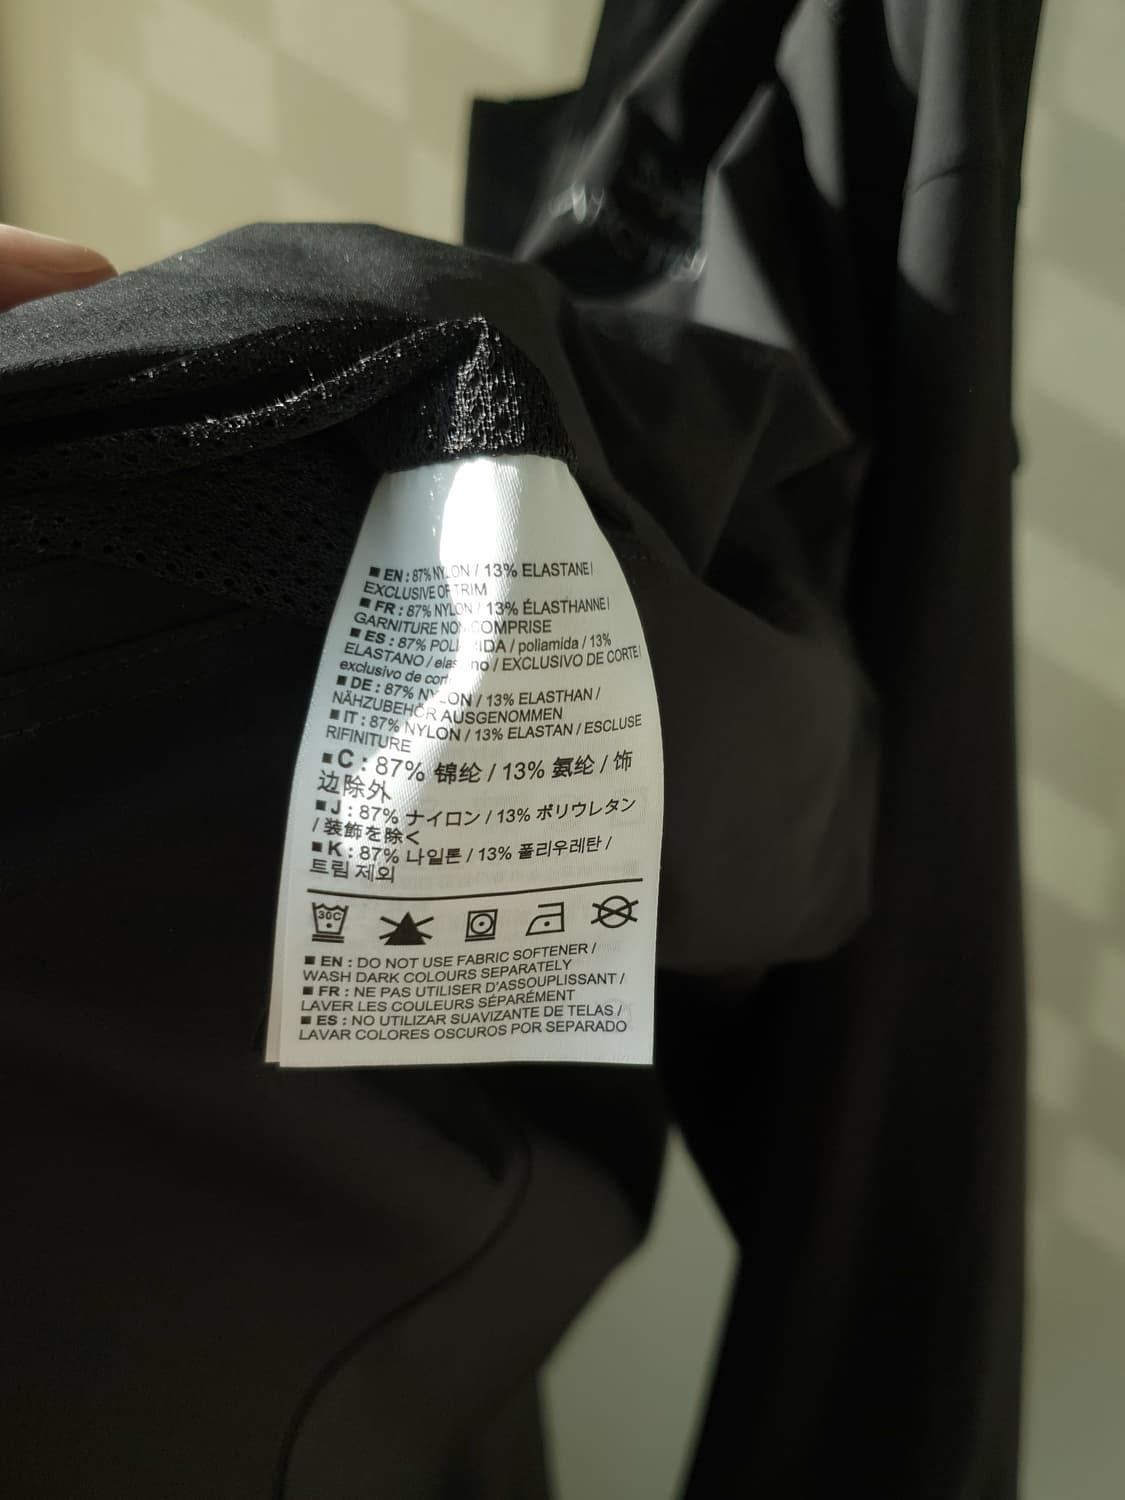 ■ EN : 87% NYLON / 13% ELASTANE /
EXCLUSIVE OF TRIM
■ FR : 87% NYLON / 13% ÉLASTHANNE /
GARNITURE NON COMPRISE
■ ES : 87% POLIAMIDA / poliamida / 13%
ELASTANO / elastano / EXCLUSIVO DE CORTE /
exclusivo de corte
■ DE : 87% NYLON / 13% ELASTHAN /
NÄHZUBEHÖR AUSGENOMMEN
■ IT : 87% NYLON / 13% ELASTAN / ESCLUSE
RIFINITURE
■ C : 87% 锦纶 / 13% 氨纶 / 饰
边除外
■ J : 87% ナイロン / 13% ポリウレタン
/ 装飾を除く
■ K : 87% 나일론 / 13% 폴리우레탄 /
트림 제외
30C
■ EN : DO NOT USE FABRIC SOFTENER /
WASH DARK COLOURS SEPARATELY
■ FR : NE PAS UTILISER D'ASSOUPLISSANT /
LAVER LES COULEURS SÉPARÉMENT
■ ES : NO UTILIZAR SUAVIZANTE DE TELAS /
LAVAR COLORES OSCUROS POR SEPARADO